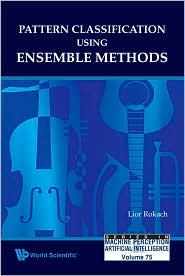 PATTERN CLASSIFICATION
USING
ENSEMBLE METHODS
Lior Rokach
World Scientific
SERIES IN
MACHINE PERCEPTION
ARTIFICIAL INTELLIGENCE
Volume 75